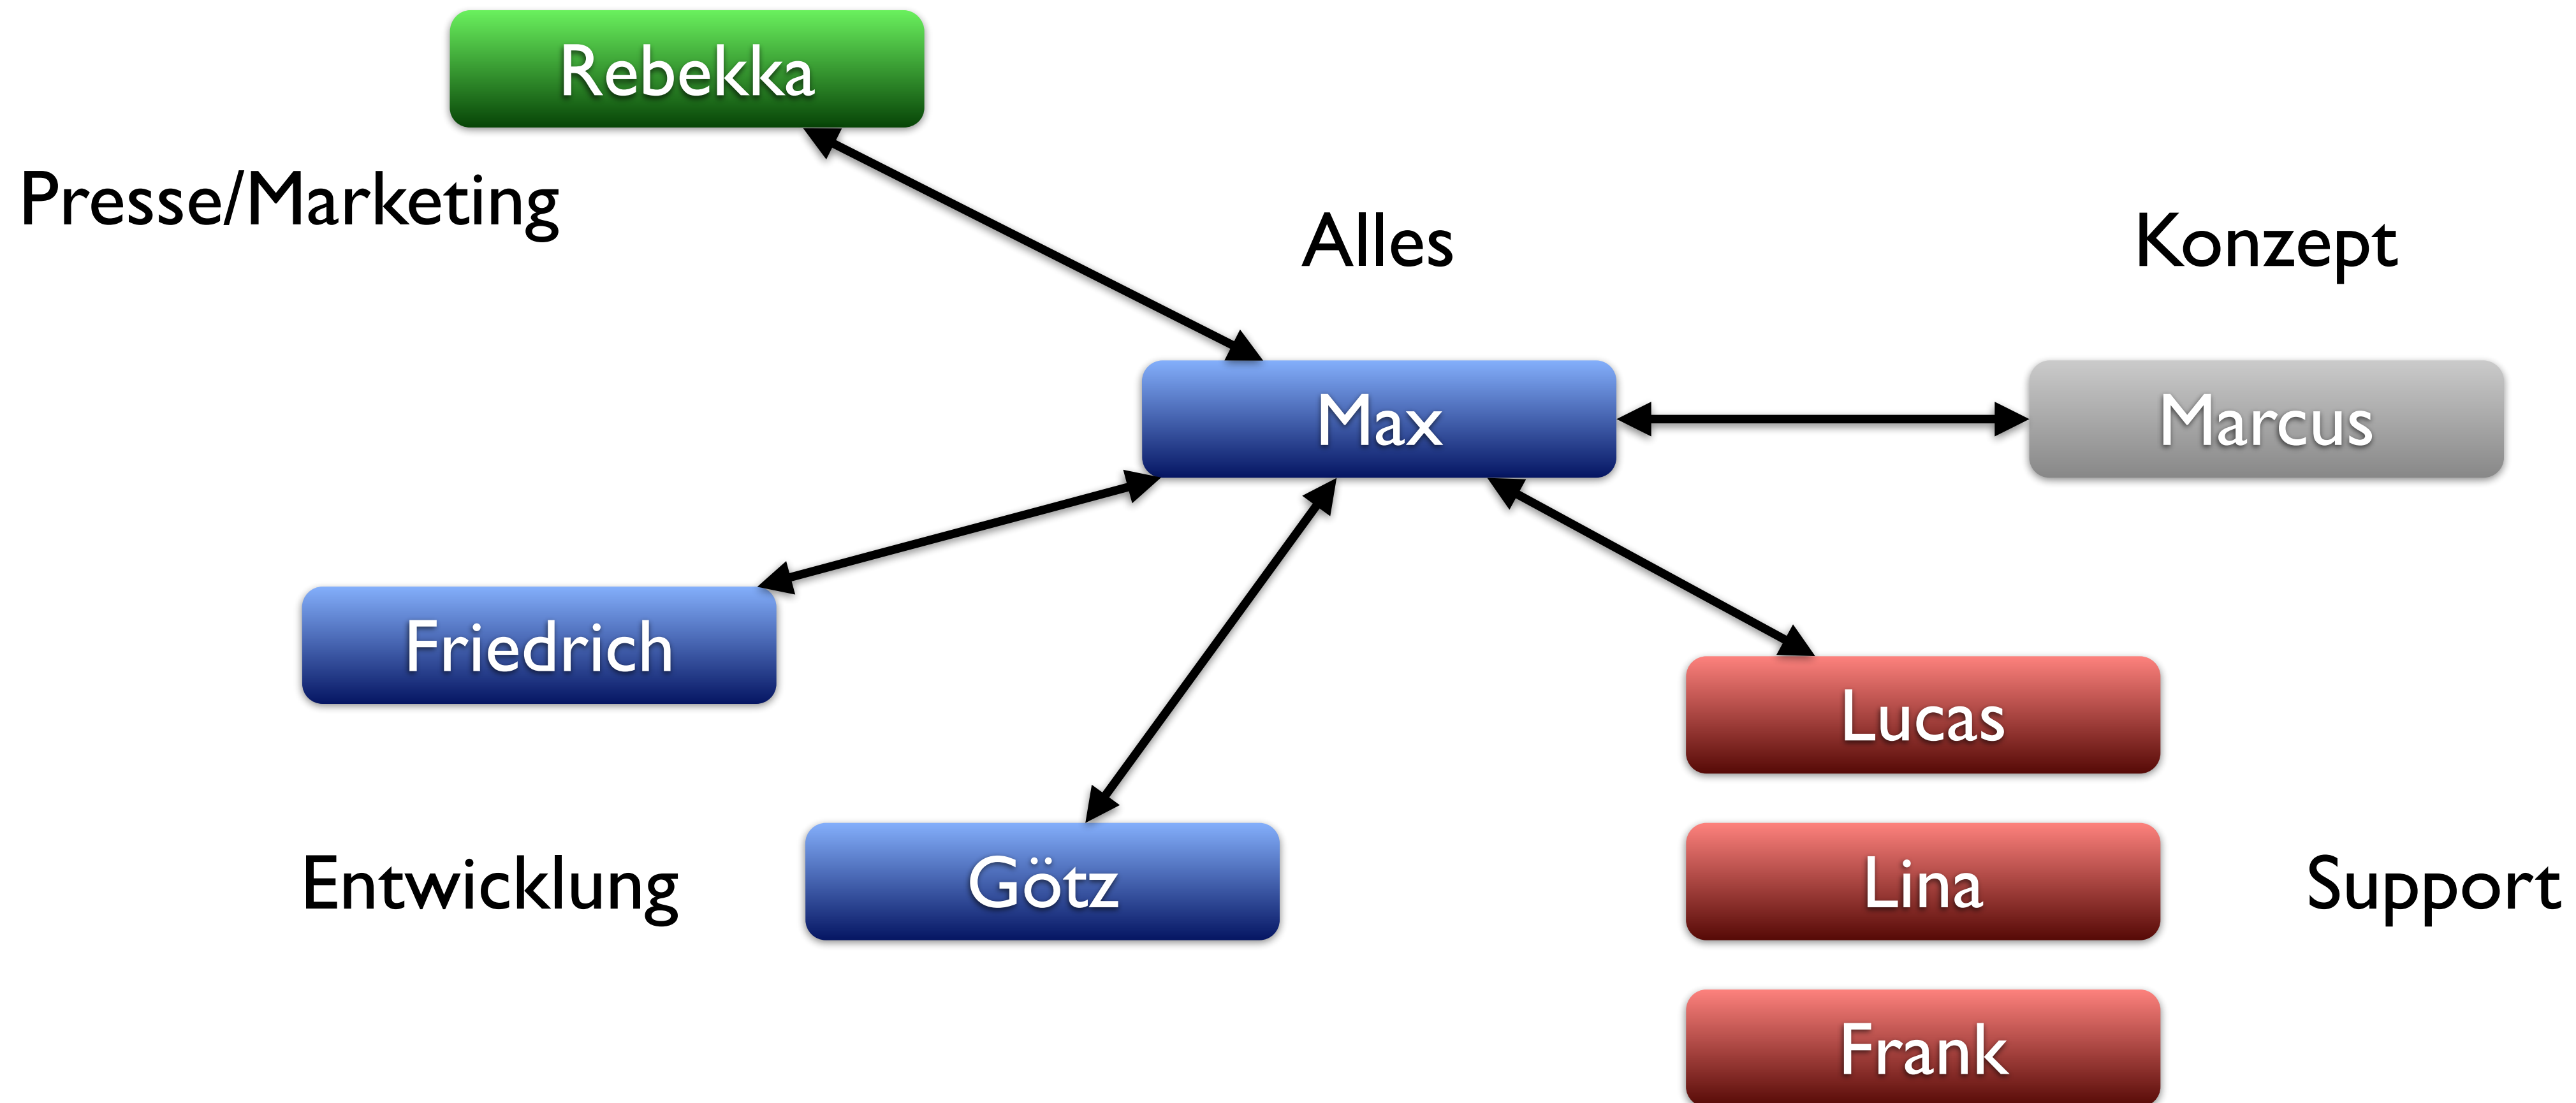 Rebekka
Presse/Marketing
Alles
Konzept
Max
Marcus
Friedrich
Lucas
Entwicklung
Götz
Lina
Support
Frank